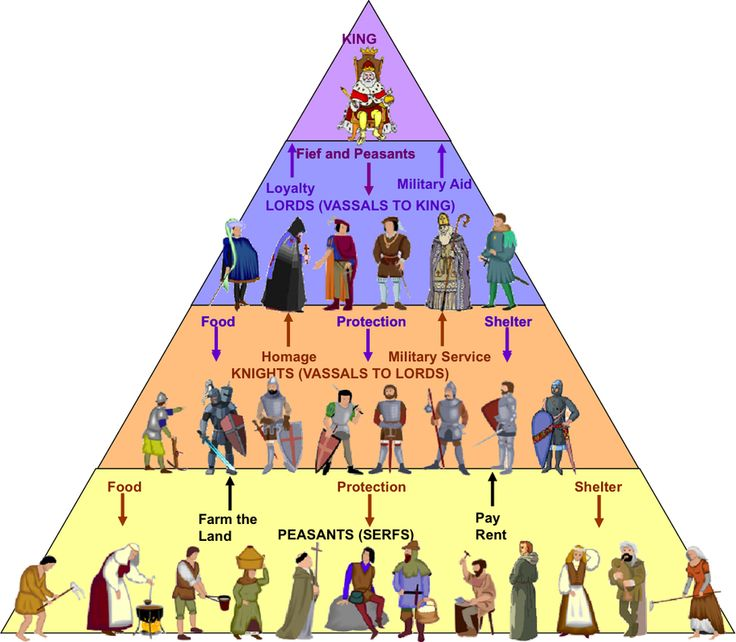 KING
Fief and Peasants
Loyalty
Military Aid
LORDS (VASSALS TO KING)
Food
Protection
Shelter
Homage
Military Service
KNIGHTS (VASSALS TO LORDS)
Food
Protection
Shelter
Farm the
Land
Pay
Rent
PEASANTS (SERFS)